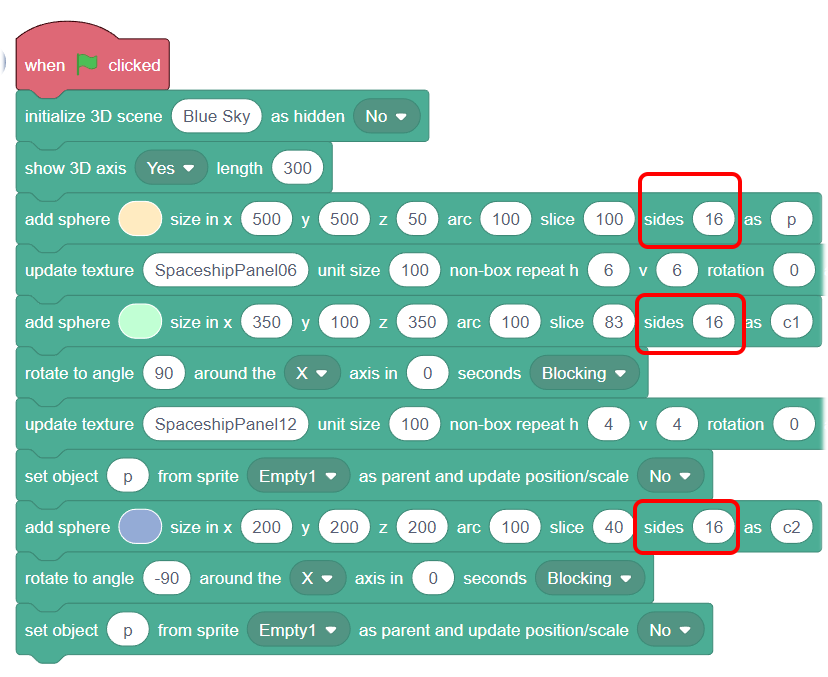 when clicked
initialize 3D scene Blue Sky as hidden No
show 3D axis Yes length 300
add sphere size in x 500 y 500 z 50 arc 100 slice 100 sides 16 as p
update texture SpaceshipPanel06 unit size 100 non-box repeat h 6 v 6 rotation 0
add sphere size in x 350 y 100 z 350 arc 100 slice 83 sides 16 as c1
rotate to angle 90 around the X axis in 0 seconds Blocking
update texture SpaceshipPanel12 unit size 100 non-box repeat h 4 v 4 rotation 0
set object p from sprite Empty1 as parent and update position/scale No
add sphere size in x 200 y 200 z 200 arc 100 slice 40 sides 16 as c2
rotate to angle -90 around the X axis in 0 seconds Blocking
set object p from sprite Empty1 as parent and update position/scale No